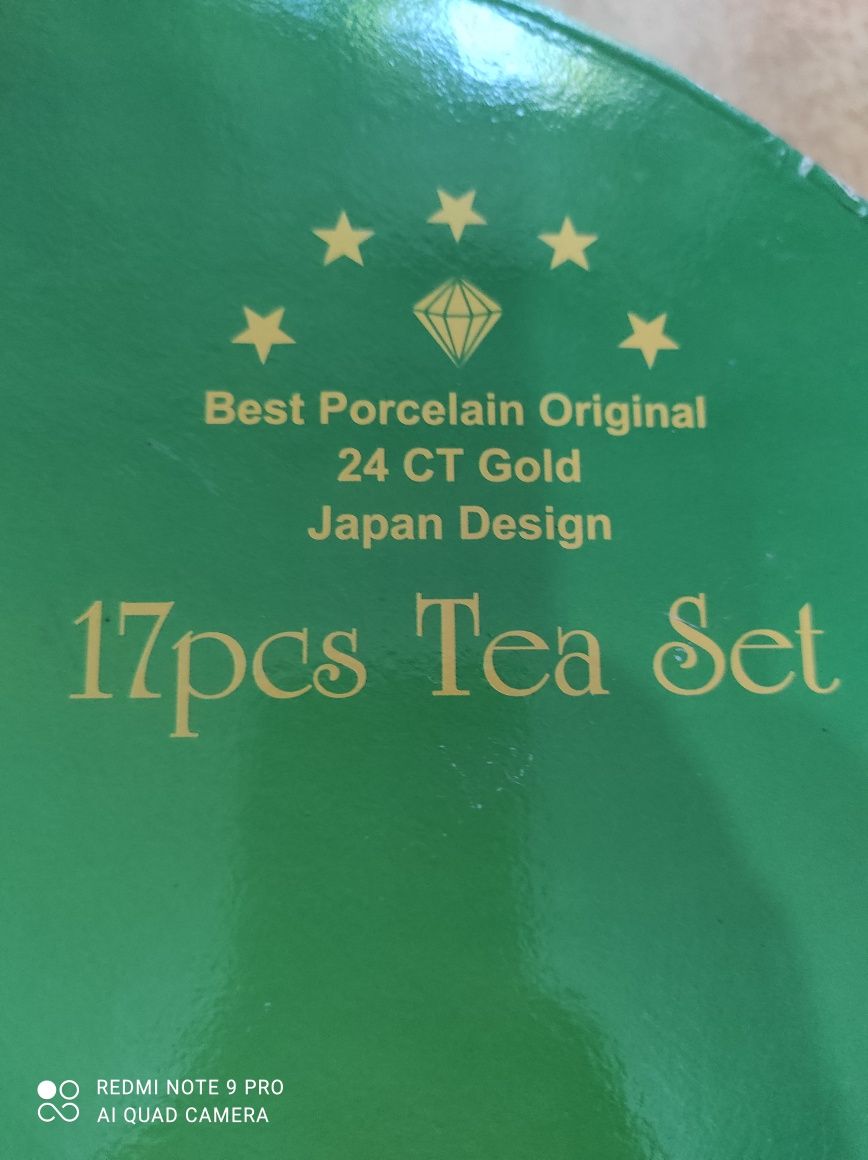 Best Porcelain Original
24 CT Gold
Japan Design
17pcs Tea Set
REDMI NOTE 9 PRO
AI QUAD CAMERA